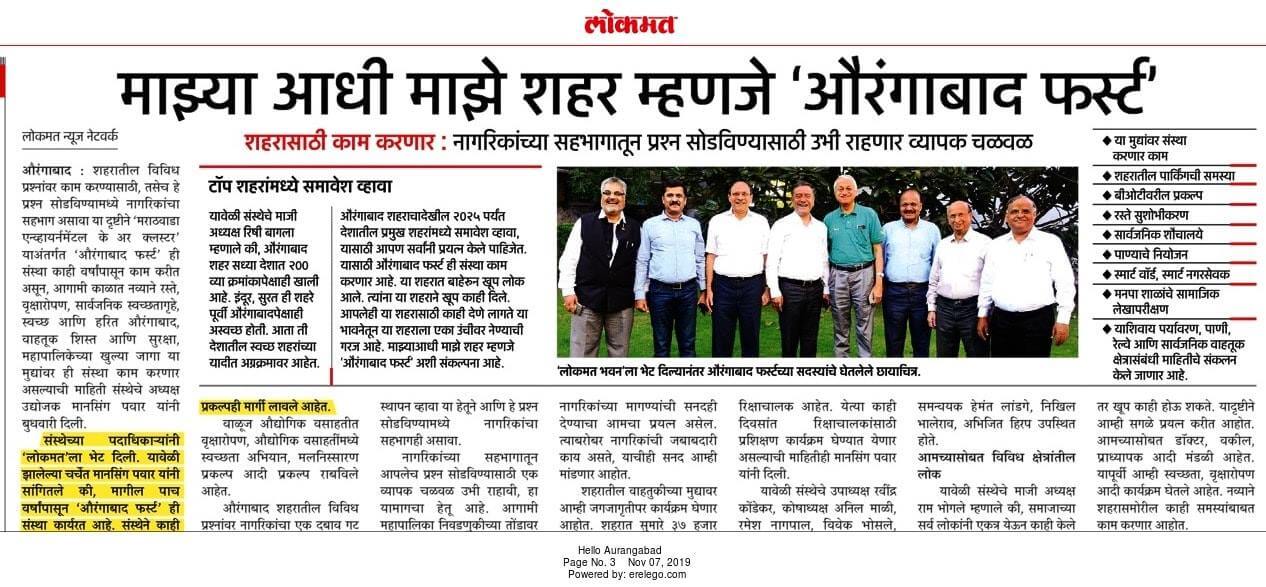 लोकमत
माझ्या आधी माझे शहर म्हणजे ‘औरंगाबाद फर्स्ट’
शहरासाठी काम करणार : नागरिकांच्या सहभागातून प्रश्न सोडविण्यासाठी उभी राहणार व्यापक चळवळ
लोकमत न्यूज नेटवर्क
औरंगाबाद : शहरातील विविध
प्रश्नांवर काम करण्यासाठी, तसेच हे
प्रश्न सोडविण्यामध्ये नागरिकांचा
सहभाग असावा या दृष्टीने ‘मराठवाडा
एन्व्हायर्नमेंटल केअर क्लस्टर’
याअंतर्गत ‘औरंगाबाद फर्स्ट’ ही
संस्था काही वर्षांपासून काम करीत
असून, आगामी काळात नव्याने रस्ते,
वृक्षारोपण, सार्वजनिक स्वच्छतागृहे,
स्वच्छ आणि हरित औरंगाबाद,
वाहतूक शिस्त आणि सुरक्षा,
महापालिकेच्या खुल्या जागा या
मुद्यांवर ही संस्था काम करणार
असल्याची माहिती संस्थेचे अध्यक्ष
उद्योजक मानसिंग पवार यांनी
बुधवारी दिली.
संस्थेच्या पदाधिकाऱ्यांनी
‘लोकमत’ला भेट दिली. यावेळी
झालेल्या चर्चेत मानसिंग पवार यांनी
सांगितले की, मागील पाच
वर्षांपासून ‘औरंगाबाद फर्स्ट’ ही
संस्था कार्यरत आहे. संस्थेने काही
टॉप शहरांमध्ये समावेश व्हावा
यावेळी संस्थेचे माजी
अध्यक्ष रिषी बागला
म्हणाले की, औरंगाबाद
शहर सध्या देशात २००
व्या क्रमांकापेक्षाही खाली
आहे. इंदूर, सुरत ही शहरे
पूर्वी औरंगाबादपेक्षाही
अस्वच्छ होती. आता ती
देशातील स्वच्छ शहरांच्या
यादीत अग्रक्रमावर आहेत.
औरंगाबाद शहराचादेखील २०२५ पर्यंत
देशातील प्रमुख शहरांमध्ये समावेश व्हावा,
यासाठी आपण सर्वांनी प्रयत्न केले पाहिजेत.
यासाठी औरंगाबाद फर्स्ट ही संस्था काम
करणार आहे. या शहरात बाहेरून खूप लोक
आले. त्यांना या शहराने खूप काही दिले.
आपलेही या शहरासाठी काही देणे लागते या
भावनेतून या शहराला एका उंचीवर नेण्याची
गरज आहे. माझ्याआधी माझे शहर म्हणजे
‘औरंगाबाद फर्स्ट’ अशी संकल्पना आहे.
‘लोकमत भवन’ला भेट दिल्यानंतर औरंगाबाद फर्स्टच्या सदस्यांचे घेतलेले छायाचित्र.
◆ या मुद्यांवर संस्था
करणार काम
◆ शहरातील पार्किंगची समस्या
◆ बीओटीवरील प्रकल्प
◆ रस्ते सुशोभीकरण
◆ सार्वजनिक शौचालये
◆ पाण्याचे नियोजन
◆ स्मार्ट वॉर्ड, स्मार्ट नगरसेवक
◆ मनपा शाळांचे सामाजिक
लेखापरीक्षण
◆ याशिवाय पर्यावरण, पाणी,
रेल्वे आणि सार्वजनिक वाहतूक
क्षेत्रासंबंधी माहितीचे संकलन
केले जाणार आहे.
प्रकल्पही मार्गी लावले आहेत.
वाळूज औद्योगिक वसाहतीत
वृक्षारोपण, औद्योगिक वसाहतींमध्ये
स्वच्छता अभियान, मलनिस्सारण
प्रकल्प आदी प्रकल्प राबविले
आहेत.
औरंगाबाद शहरातील विविध
प्रश्नांवर नागरिकांचा एक दबाव गट
स्थापन व्हावा या हेतूने आणि हे प्रश्न
सोडविण्यामध्ये नागरिकांचा
सहभागही असावा.
नागरिकांच्या सहभागातून
आपलेच प्रश्न सोडविण्यासाठी एक
व्यापक चळवळ उभी राहावी, हा
यामागचा हेतू आहे. आगामी
महापालिका निवडणुकीच्या तोंडावर
नागरिकांच्या मागण्यांची सनदही
देण्याचा आमचा प्रयत्न असेल.
त्याबरोबर नागरिकांची जबाबदारी
काय असते, याचीही सनद आम्ही
मांडणार आहोत.
शहरातील वाहतुकीच्या मुद्यावर
आम्ही जनजागृतीपर कार्यक्रम घेणार
आहोत. शहरात सुमारे ३७ हजार
रिक्षाचालक आहेत. येत्या काही
दिवसांत रिक्षाचालकांसाठी
प्रशिक्षण कार्यक्रम घेण्यात येणार
असल्याची माहितीही मानसिंग पवार
यांनी दिली.
यावेळी संस्थेचे उपाध्यक्ष रवींद्र
कोंडेकर, कोषाध्यक्ष अनिल माळी,
रमेश नागपाल, विवेक भोसले,
समन्वयक हेमंत लांडगे, निखिल
भालेराव, अभिजित हिरप उपस्थित
होते.
आमच्यासोबत विविध क्षेत्रांतील
लोक
यावेळी संस्थेचे माजी अध्यक्ष
राम भोगले म्हणाले की, समाजाच्या
सर्व लोकांनी एकत्र येऊन काही केले
तर खूप काही होऊ शकते. यादृष्टीने
आम्ही सगळे प्रयत्न करीत आहोत.
आमच्यासोबत डॉक्टर, वकील,
प्राध्यापक आदी मंडळी आहेत.
यापूर्वी आम्ही स्वच्छता, वृक्षारोपण
आदी कार्यक्रम घेतले आहेत. नव्याने
शहरासमोरील काही समस्यांबाबत
काम करणार आहोत.
Hello Aurangabad
Page No. 3 Nov 07, 2019
Powered by: erelego.com